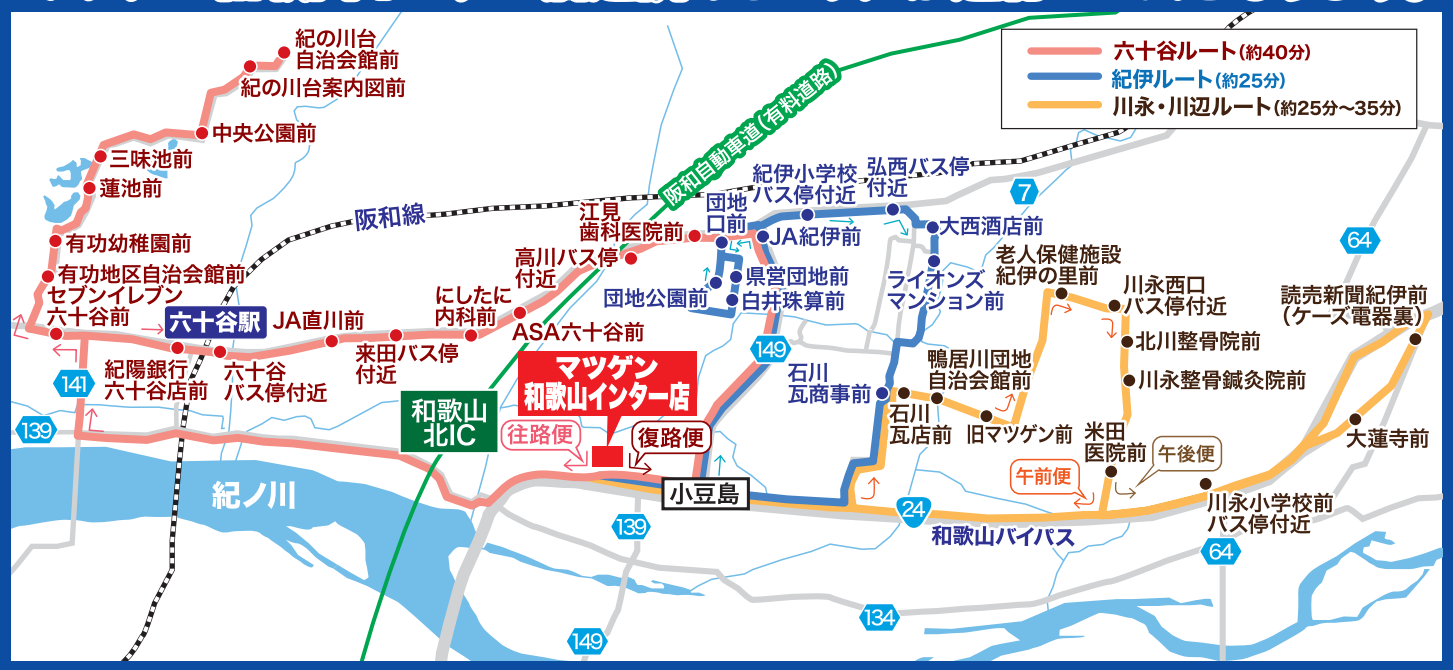 六十谷ルート(約40分)
紀伊ルート(約25分)
川永・川辺ルート(約25分～35分)
紀の川台
自治会館前
紀の川台案内図前
中央公園前
三味池前
蓮池前
有功幼稚園前
有功地区自治会館前
セブンイレブン
六十谷前
六十谷駅
紀陽銀行
六十谷店前
六十谷
バス停付近
JA直川前
来田バス停
付近
にしたに
内科前
ASA六十谷前
高川バス停
付近
江見
歯科医院前
阪和線
阪和自動車道(有料道路)
団地
口前
紀伊小学校
バス停付近
弘西バス停
付近
JA紀伊前
大西酒店前
県営団地前
団地公園前
白井珠算前
ライオンズ
マンション前
石川
瓦商事前
石川
瓦店前
鴨居川団地
自治会館前
旧マツゲン前
老人保健施設
紀伊の里前
川永西口
バス停付近
北川整骨院前
川永整骨鍼灸院前
米田
医院前
午前便
午後便
川永小学校前
バス停付近
大蓮寺前
読売新聞紀伊前
(ケーズ電器裏)
マツゲン
和歌山インター店
往路便
復路便
和歌山
北IC
小豆島
和歌山バイパス
紀ノ川
7
64
141
139
149
24
139
64
134
149